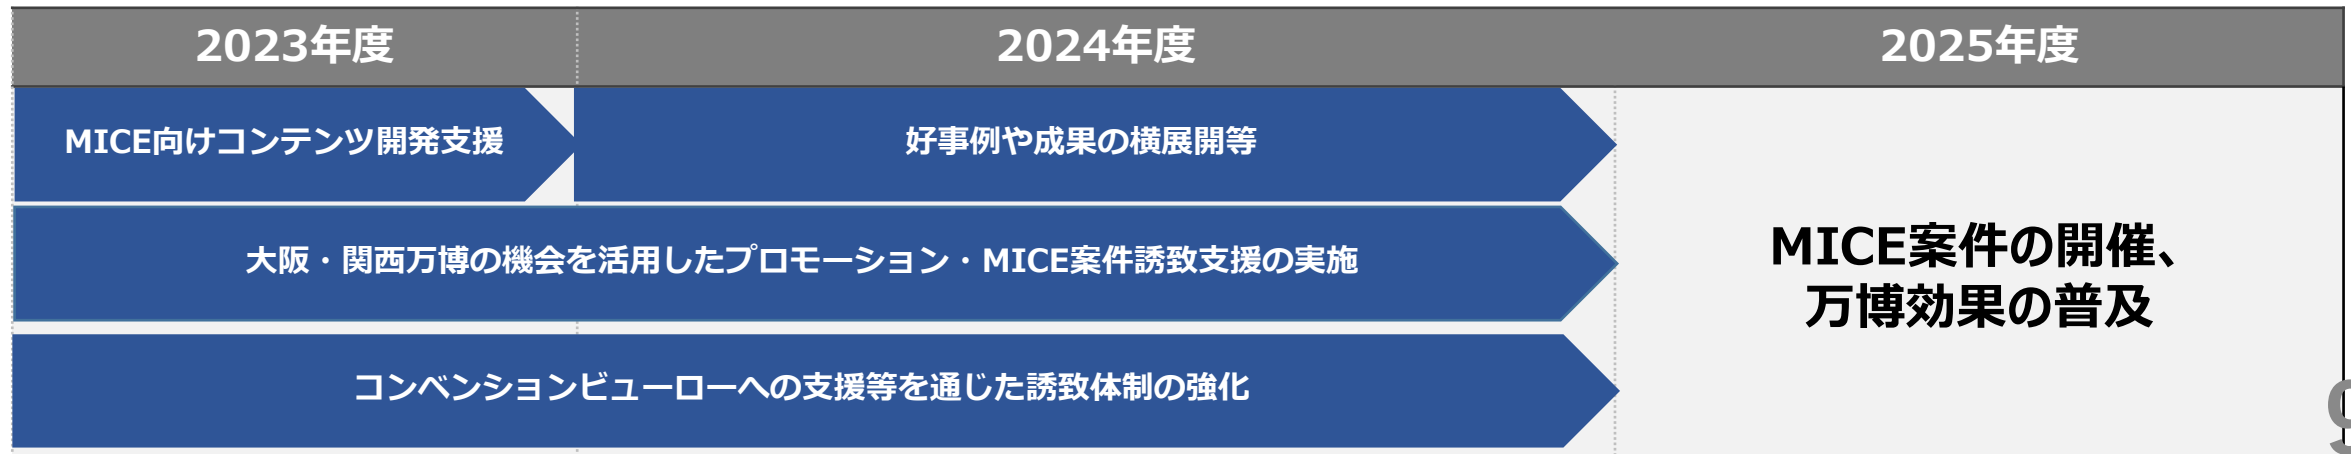 2023年度
2024年度
2025年度
MICE向けコンテンツ開発支援
好事例や成果の横展開等
大阪・関西万博の機会を活用したプロモーション・MICE案件誘致支援の実施
コンベンションビューローへの支援等を通じた誘致体制の強化
MICE案件の開催、
万博効果の普及